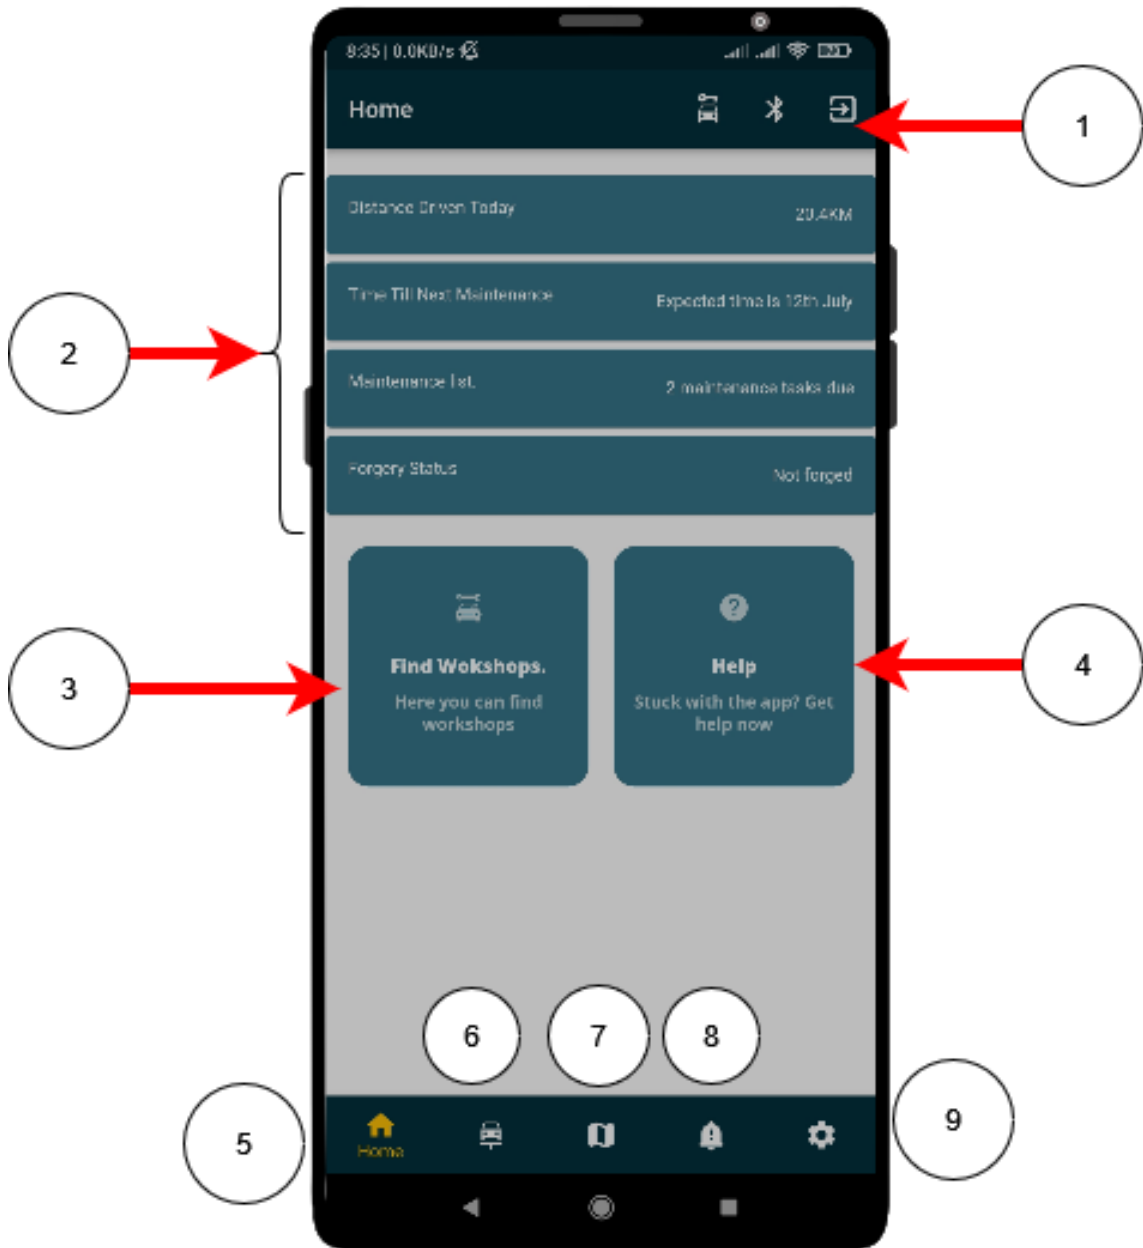 8:35 | 0.0KB/s
Home
1
Distance Driven Today
20.4KM
Time Till Next Maintenance
Expected time is 12th July
2
Maintenance list.
2 maintenance tasks due
Forgery Status
Not forged
3
Find Wokshops.
Here you can find
workshops
Help
Stuck with the app? Get
help now
4
6
7
8
5
Home
9